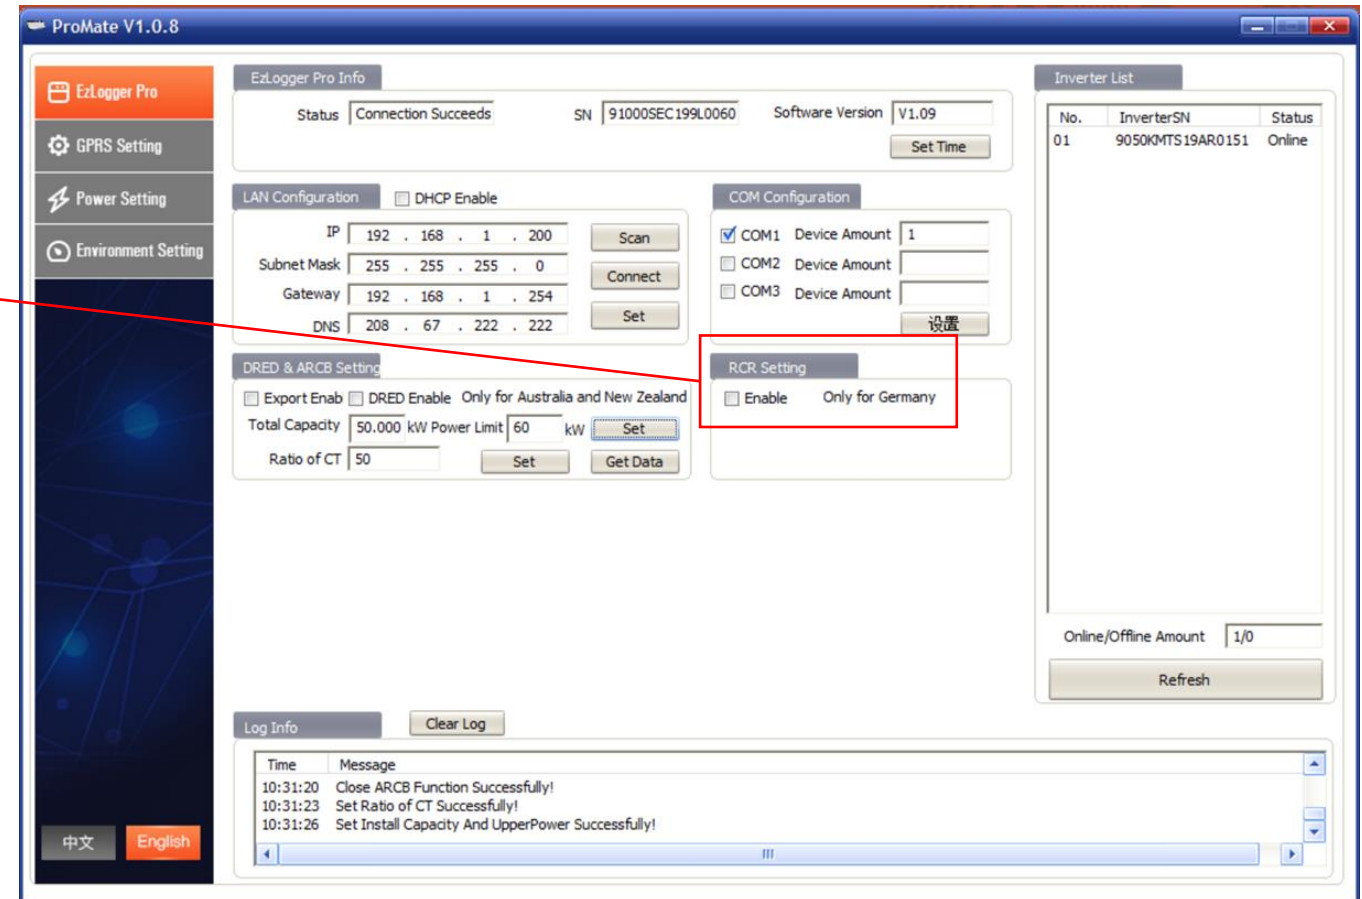 ProMate V1.0.8
EzLogger Pro
GPRS Setting
Power Setting
Environment Setting
中文 English
EzLogger Pro Info
Status Connection Succeeds SN 91000SEC199L0060 Software Version V1.09
Set Time
LAN Configuration DHCP Enable
IP 192 . 168 . 1 . 200 Scan
Subnet Mask 255 . 255 . 255 . 0 Connect
Gateway 192 . 168 . 1 . 254
DNS 208 . 67 . 222 . 222 Set
COM Configuration
COM1 Device Amount 1
COM2 Device Amount
COM3 Device Amount
设置
DRED & ARCB Setting
Export Enab DRED Enable Only for Australia and New Zealand
Total Capacity 50.000 kW Power Limit 60 kW Set
Ratio of CT 50 Set Get Data
RCR Setting
Enable Only for Germany
Inverter List
No. InverterSN Status
01 9050KMTS19AR0151 Online
Online/Offline Amount 1/0
Refresh
Log Info Clear Log
Time Message
10:31:20 Close ARCB Function Successfully!
10:31:23 Set Ratio of CT Successfully!
10:31:26 Set Install Capacity And UpperPower Successfully!